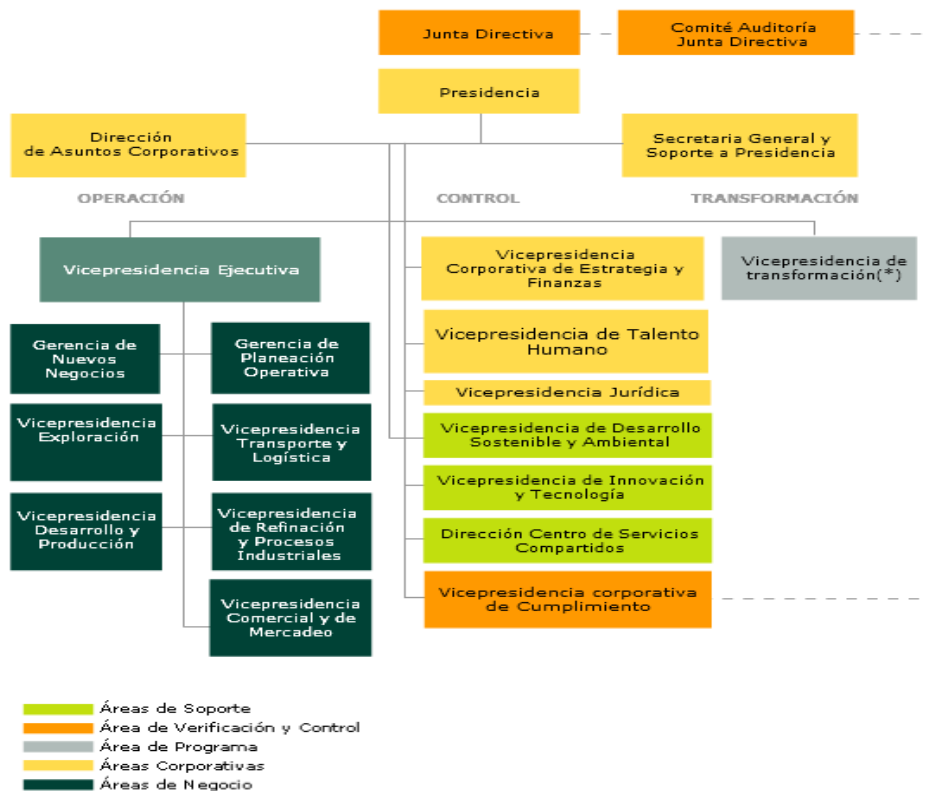 Junta Directiva
Comité Auditoría
Junta Directiva
Presidencia
Dirección
de Asuntos Corporativos
Secretaria General y
Soporte a Presidencia
OPERACIÓN
CONTROL
TRANSFORMACIÓN
Vicepresidencia Ejecutiva
Vicepresidencia
Corporativa de Estrategia y
Finanzas
Vicepresidencia de
transformación(*)
Gerencia de
Nuevos
Negocios
Gerencia de
Planeación
Operativa
Vicepresidencia de Talento
Humano
Vicepresidencia Jurídica
Vicepresidencia
Exploración
Vicepresidencia
Transporte y
Logística
Vicepresidencia de Desarrollo
Sostenible y Ambiental
Vicepresidencia de Innovación
y Tecnología
Vicepresidencia
Desarrollo y
Producción
Vicepresidencia
de Refinación
y Procesos
Industriales
Dirección Centro de Servicios
Compartidos
Vicepresidencia corporativa
de Cumplimiento
Vicepresidencia
Comercial y de
Mercadeo
Áreas de Soporte
Área de Verificación y Control
Área de Programa
Áreas Corporativas
Áreas de Negocio